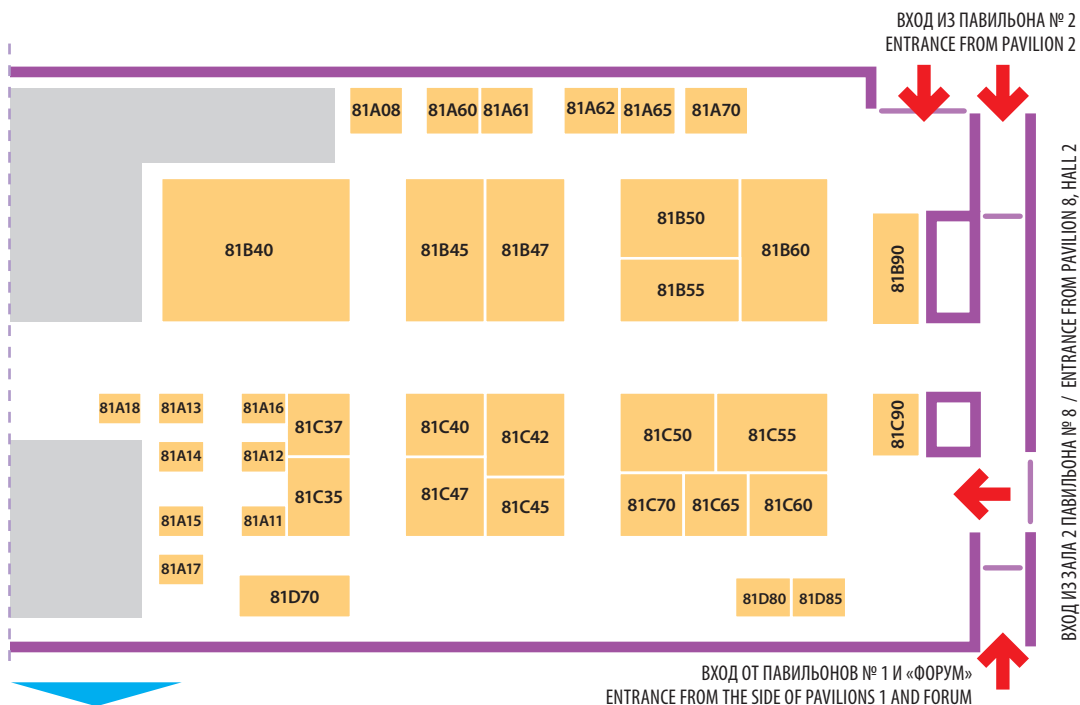 ВХОД ИЗ ПАВИЛЬОНА № 2
ENTRANCE FROM PAVILION 2
81A08
81A60
81A61
81A62
81A65
81A70
81B40
81B45
81B47
81B50
81B55
81B60
81B90
ВХОД ИЗ ЗАЛА 2 ПАВИЛЬОНА № 8 / ENTRANCE FROM PAVILION 8, HALL 2
81A18
81A13
81A16
81C37
81C40
81C42
81C50
81C55
81C90
81A14
81A12
81C35
81C47
81C45
81C70
81C65
81C60
81A15
81A11
81A17
81D70
81D80
81D85
ВХОД ОТ ПАВИЛЬОНОВ № 1 И «ФОРУМ»
ENTRANCE FROM THE SIDE OF PAVILIONS 1 AND FORUM